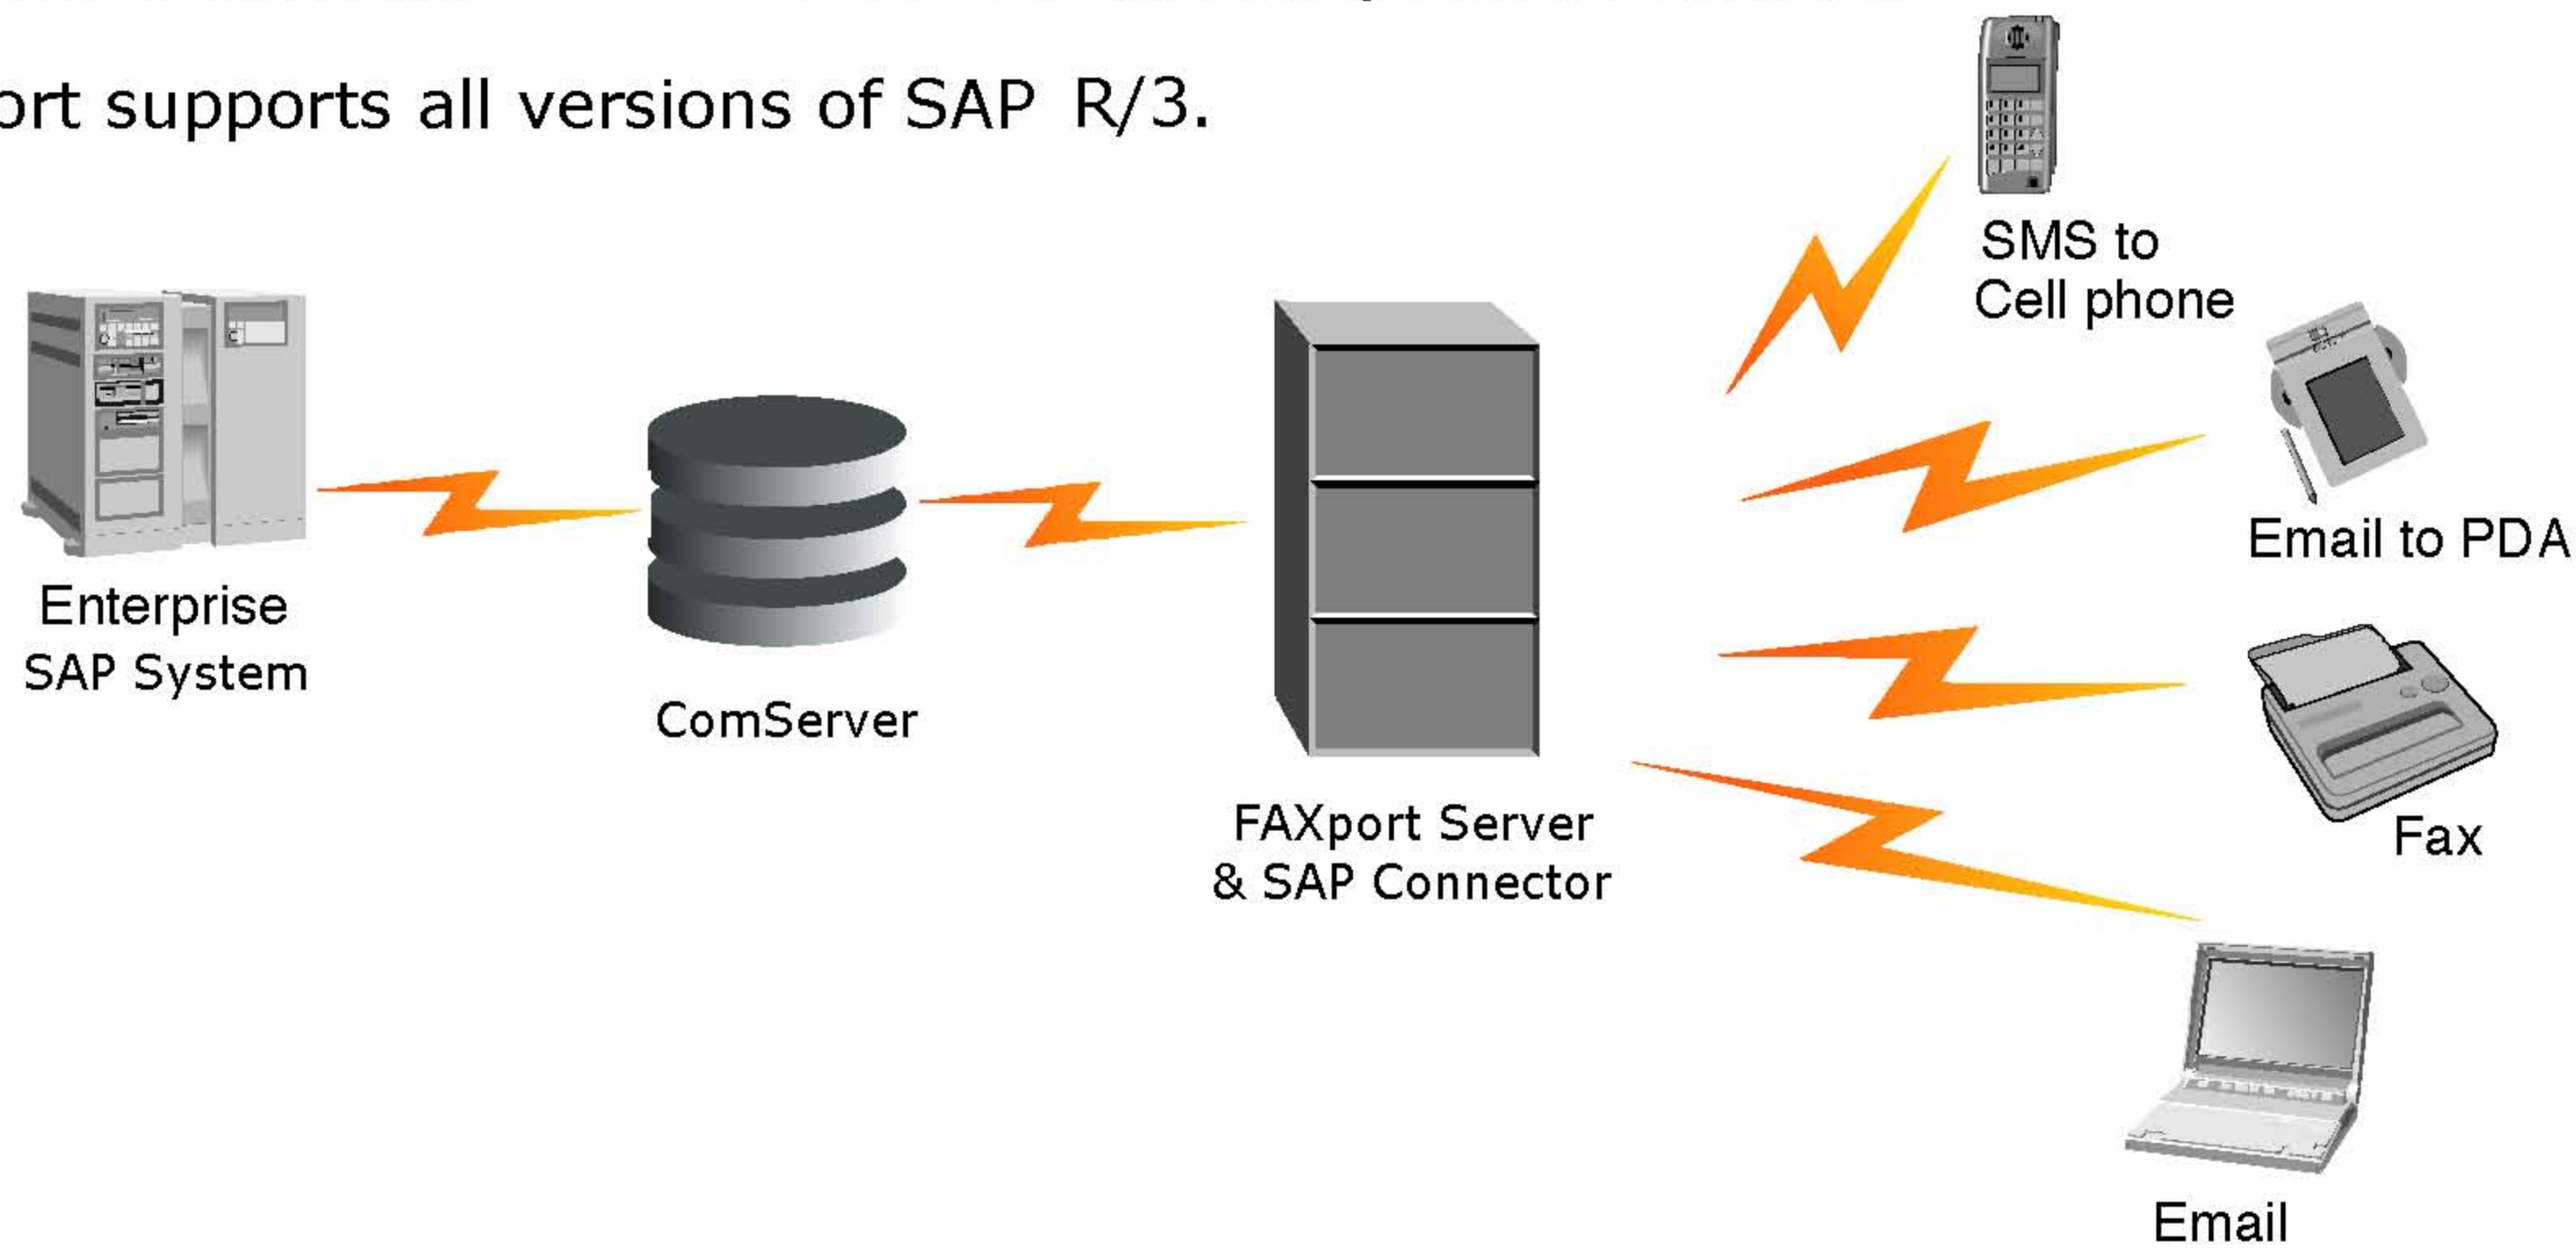 ort supports all versions of SAP R/3.
SMS to
Cell phone
Email to PDA
Enterprise
SAP System
ComServer
FAXport Server
& SAP Connector
Fax
Email